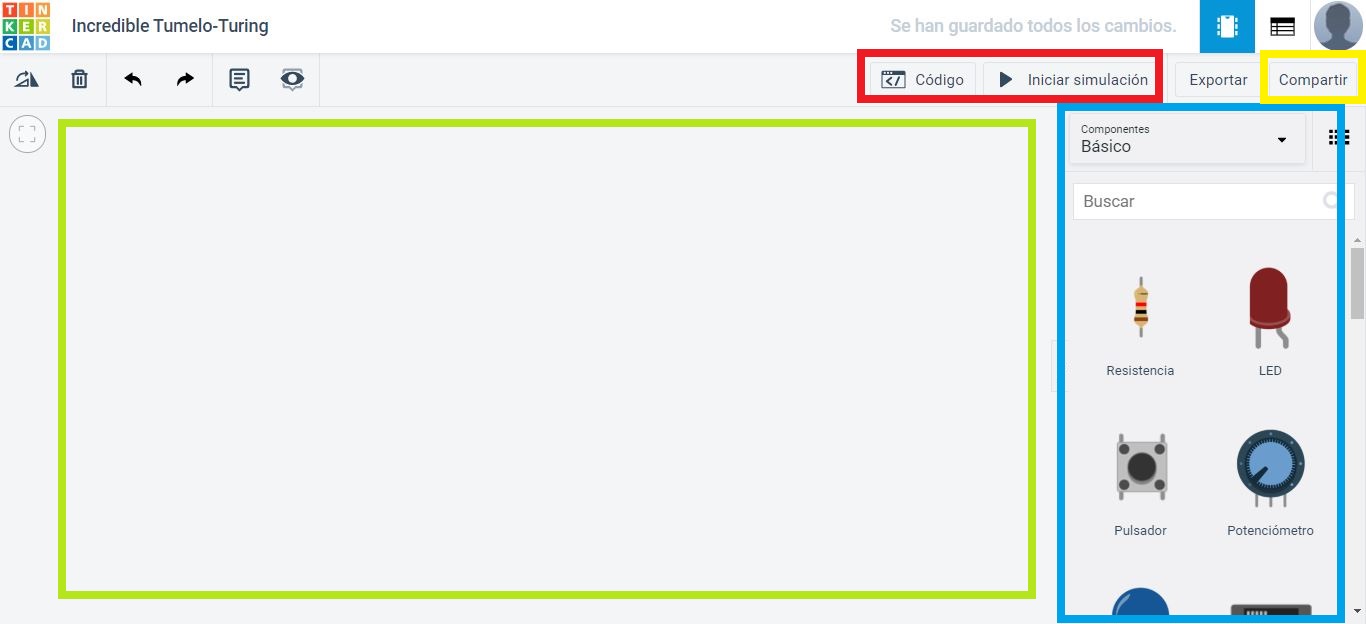 TIN
KER
CAD
Incredible Tumelo-Turing
Se han guardado todos los cambios.
Código
Iniciar simulación
Exportar
Compartir
Componentes
Básico
Buscar
Resistencia
LED
Pulsador
Potenciómetro